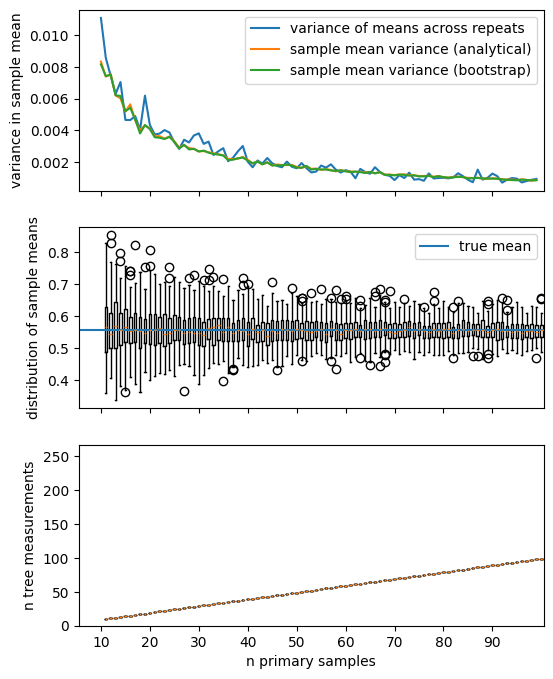 variance in sample mean
0.010
0.008
0.006
0.004
0.002
variance of means across repeats
sample mean variance (analytical)
sample mean variance (bootstrap)
distribution of sample means
0.8
0.7
0.6
0.5
0.4
true mean
n tree measurements
250
200
150
100
50
0
10 20 30 40 50 60 70 80 90
n primary samples